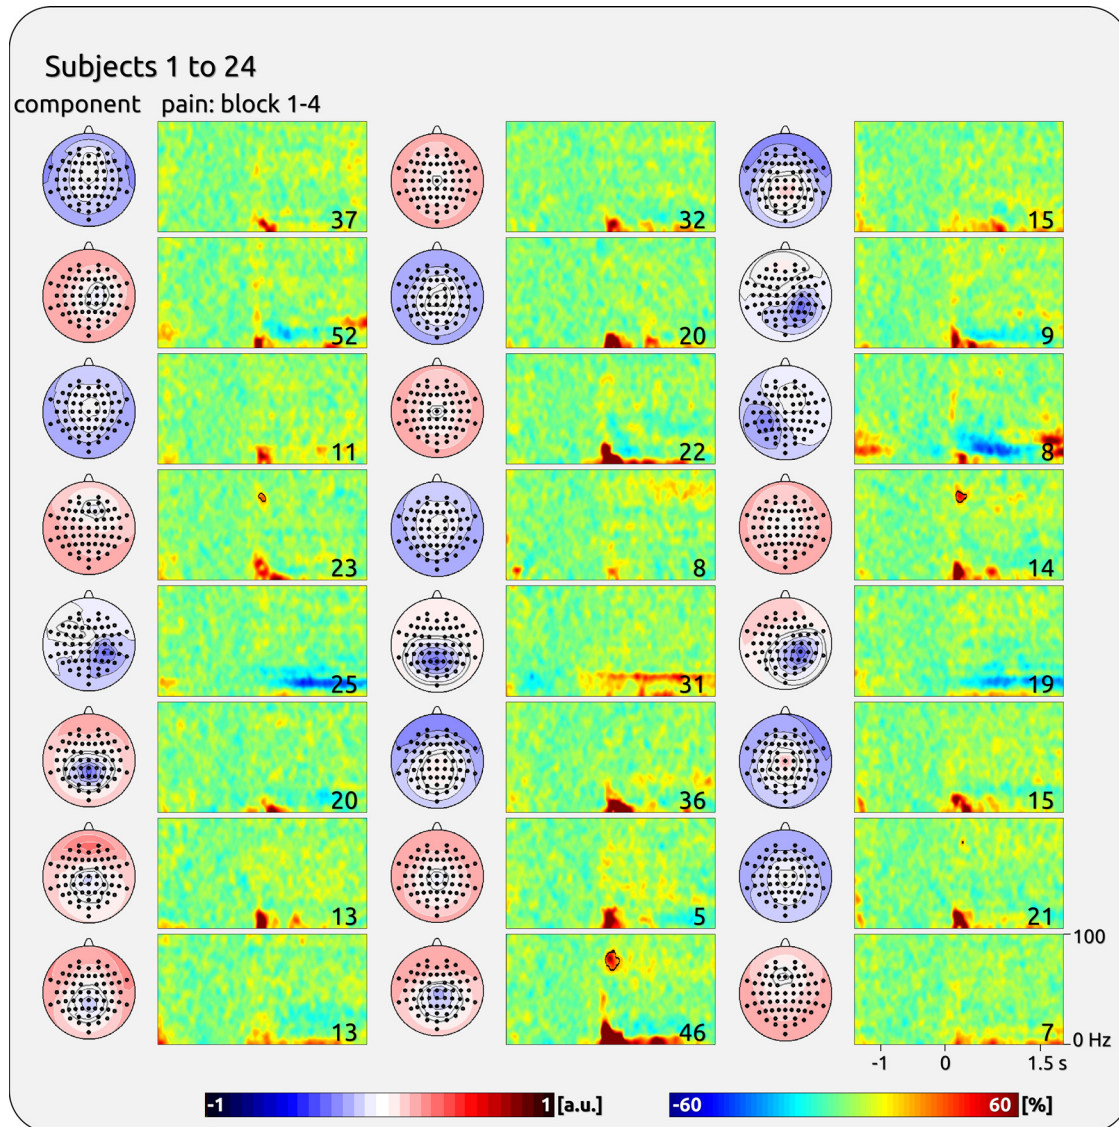 Subjects 1 to 24
component pain: block 1-4
37 32 15
52 20 9
11 22 8
23 8 14
25 31 19
20 36 15
13 5 21
100
13 46 7
0 Hz
-1 0 1.5 s
-1 1 [a.u.] -60 60 [%]